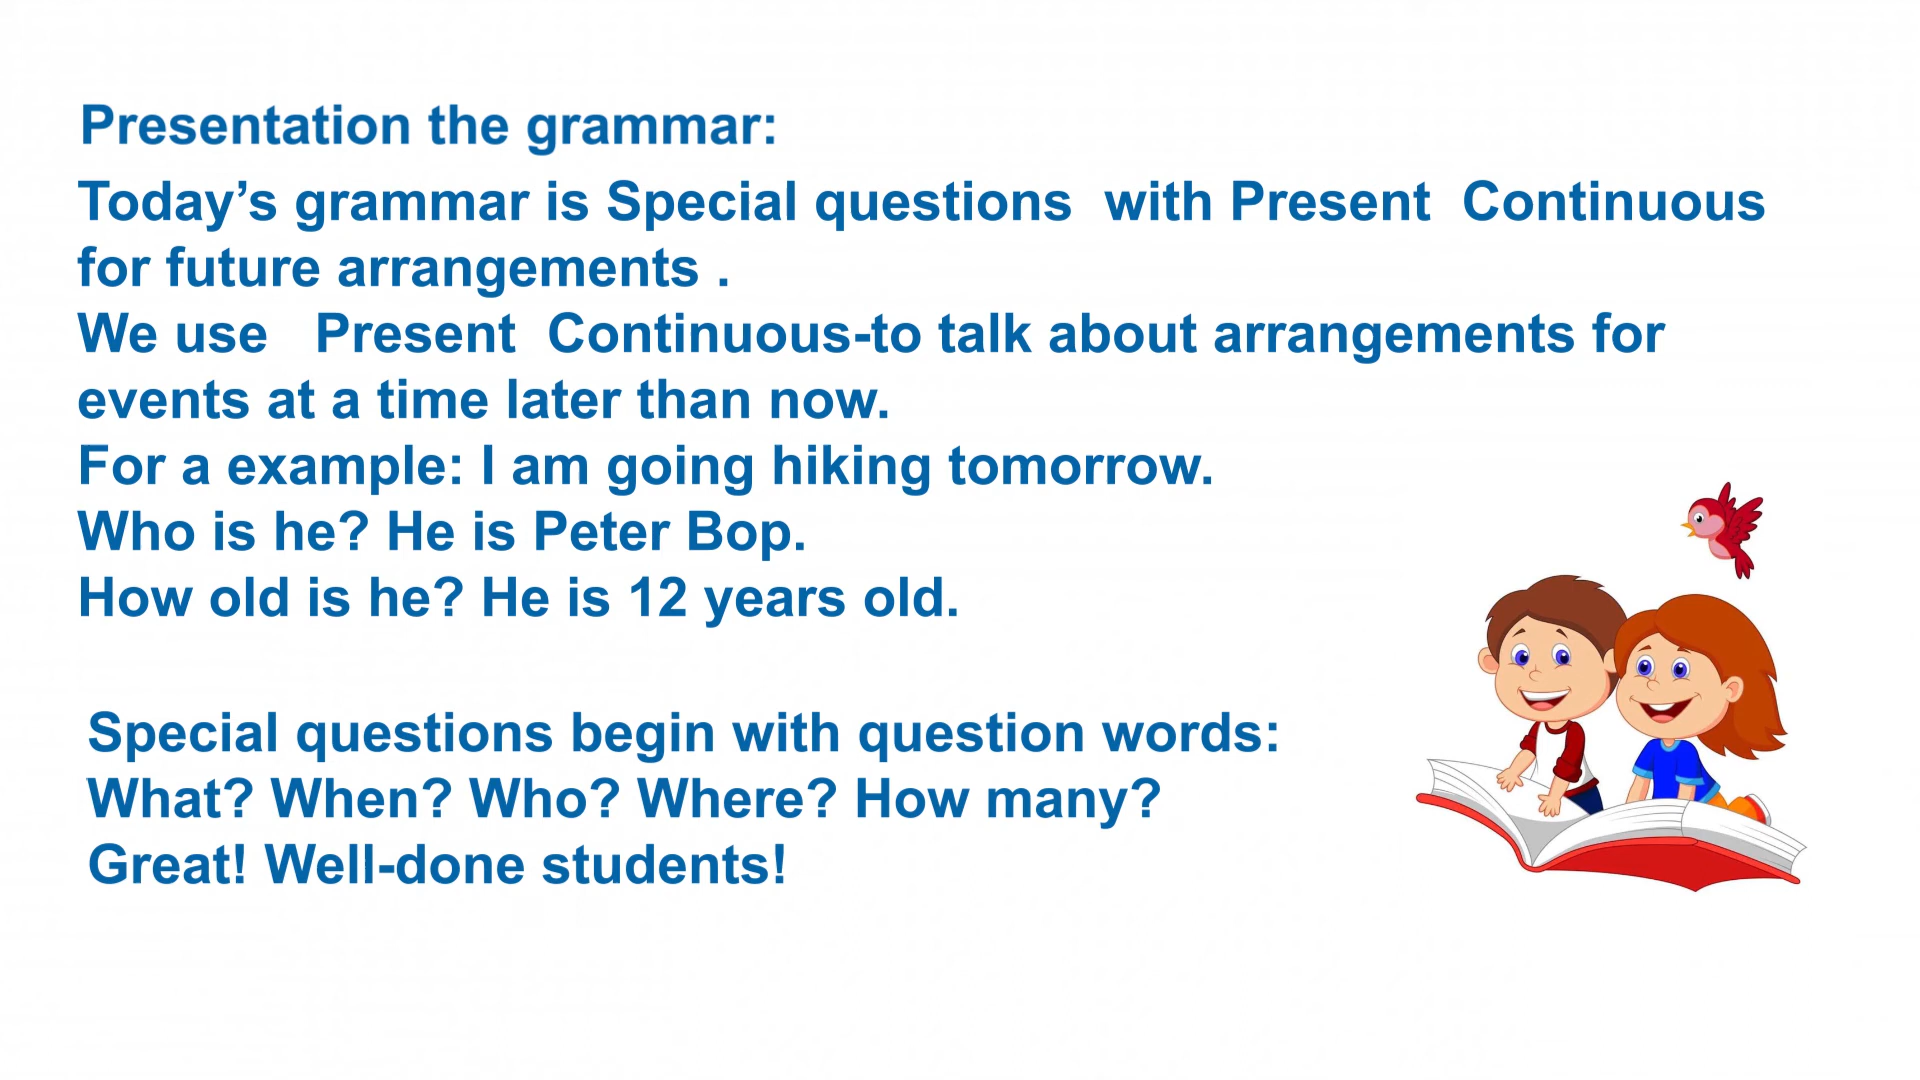 Presentation the grammar:
Today’s grammar is Special questions  with Present  Continuous
for future arrangements .
We use   Present  Continuous-to talk about arrangements for
events at a time later than now.
For a example: I am going hiking tomorrow.
Who is he? He is Peter Bop.
How old is he? He is 12 years old.
Special questions begin with question words:
What? When? Who? Where? How many?
Great! Well-done students!